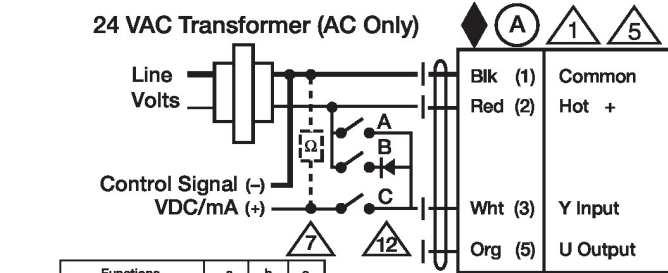 24 VAC Transformer (AC Only)
A 1 5
Line
Volts
Blk (1) Common
Red (2) Hot +
A
Ω
B
Control Signal (–)
VDC/mA (+)
C
Wht (3) Y Input
7 12
Org (5) U Output
Functions a b c